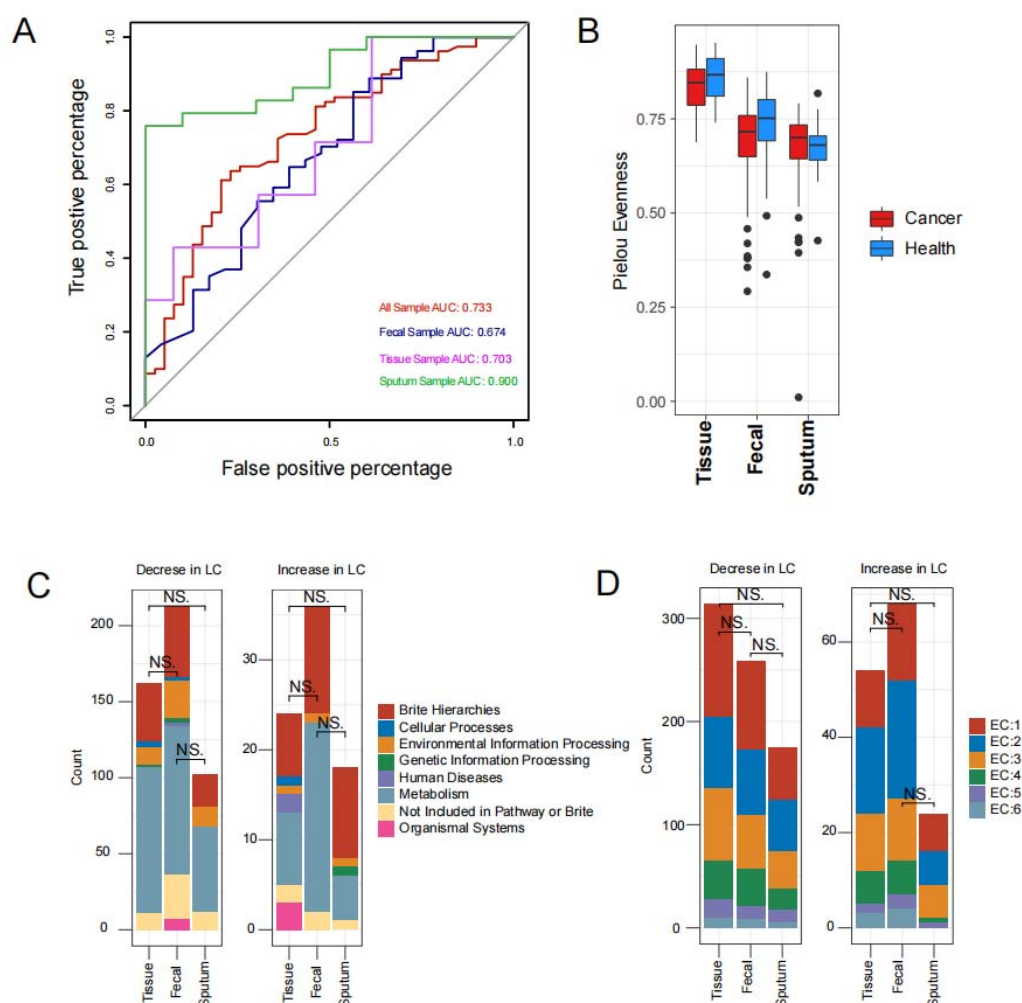 A
True postive percentage
1.0
0.8
0.6
0.4
0.2
0.0
All Sample AUC: 0.733
Fecal Sample AUC: 0.674
Tissue Sample AUC: 0.703
Sputum Sample AUC: 0.900
0.0
0.5
1.0
False positive percentage
B
Pielou Evenness
0.75
0.50
0.25
0.00
Tissue
Fecal
Sputum
Cancer
Health
C
Decrese in LC
Increase in LC
Count
200
150
100
50
0
NS.
NS.
NS.
30
20
10
0
NS.
NS.
NS.
Tissue
Fecal
Sputum
Tissue
Fecal
Sputum
Brite Hierarchies
Cellular Processes
Environmental Information Processing
Genetic Information Processing
Human Diseases
Metabolism
Not Included in Pathway or Brite
Organismal Systems
D
Decrese in LC
Increase in LC
Count
300
200
100
0
NS.
NS.
NS.
60
40
20
0
NS.
NS.
NS.
Tissue
Fecal
Sputum
Tissue
Fecal
Sputum
EC:1
EC:2
EC:3
EC:4
EC:5
EC:6